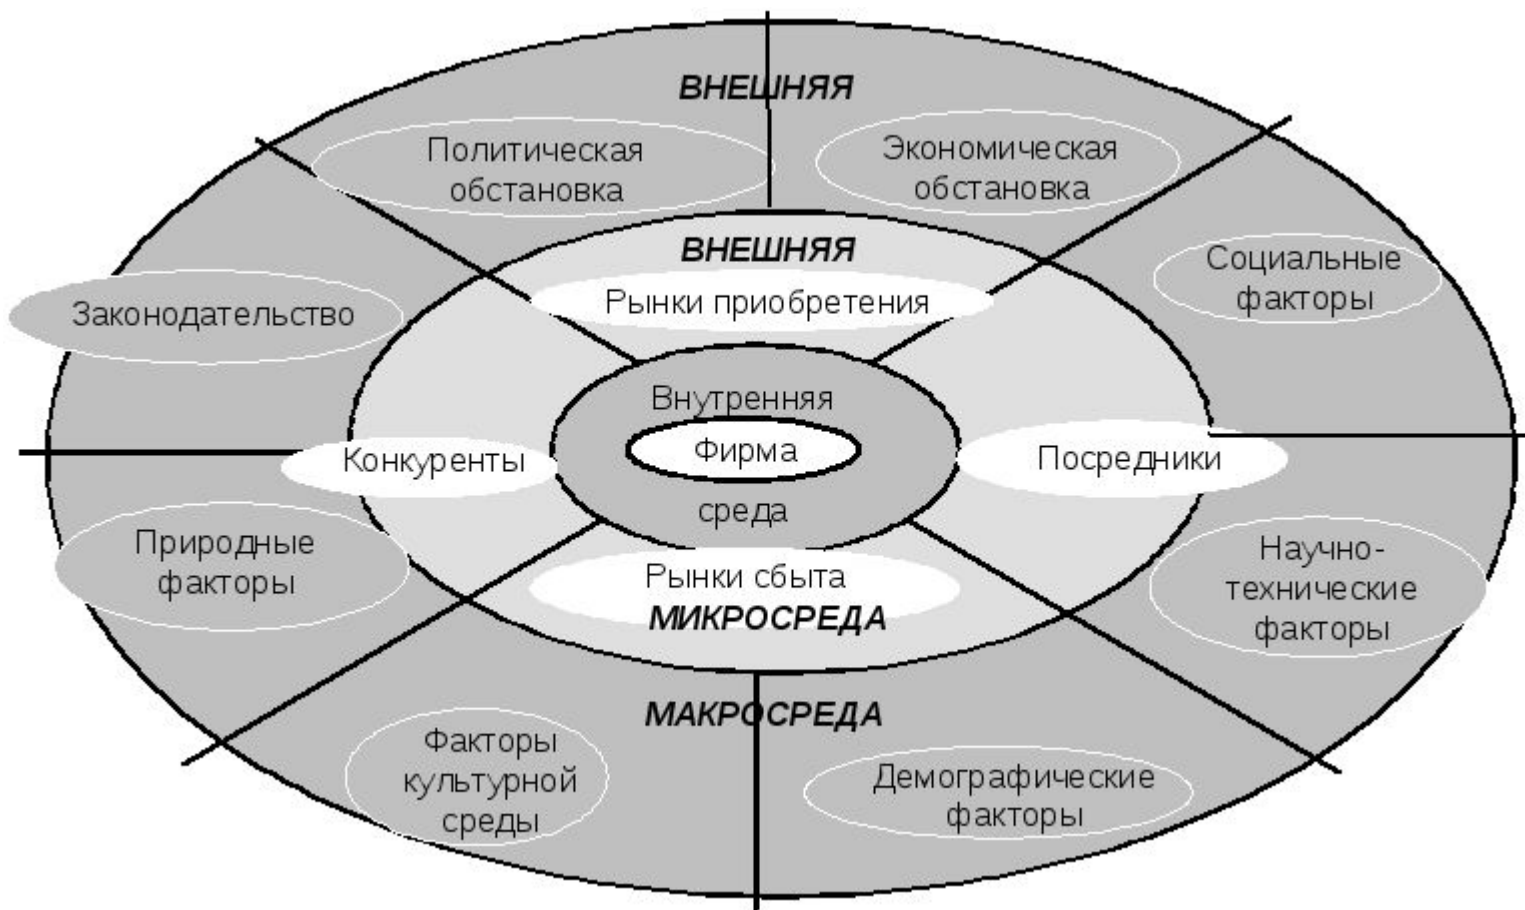 ВНЕШНЯЯ
Политическая
обстановка
Экономическая
обстановка
ВНЕШНЯЯ
Социальные
факторы
Рынки приобретения
Законодательство
Внутренняя
Фирма
среда
Конкуренты
Посредники
Природные
факторы
Рынки сбыта
МИКРОСРЕДА
Научно-
технические
факторы
МАКРОСРЕДА
Факторы
культурной
среды
Демографические
факторы